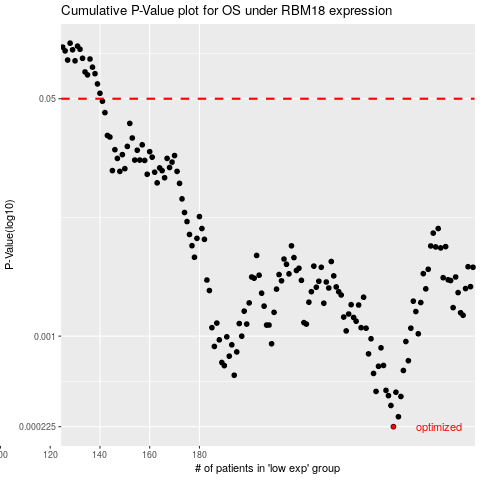 Cumulative P-Value plot for OS under RBM18 expression
P-Value(log10)
0.05
0.001
0.000225
optimized
00 120 140 160 180
# of patients in 'low exp' group